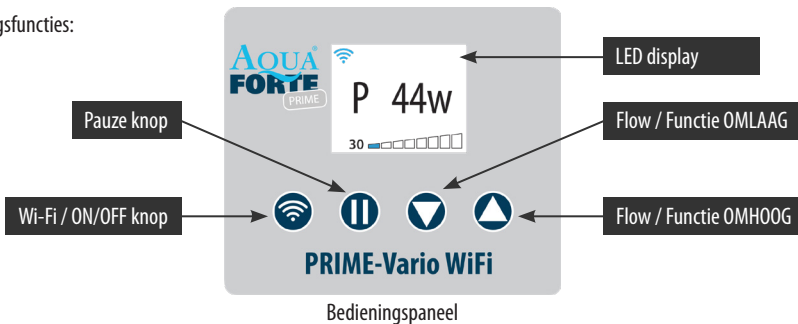 gsfuncties:
AQUA
FORTE
PRIME
P 44w
30
LED display
Pauze knop
Flow / Functie OMLAAG
Wi-Fi / ON/OFF knop
Flow / Functie OMHOOG
PRIME-Vario WiFi
Bedieningspaneel